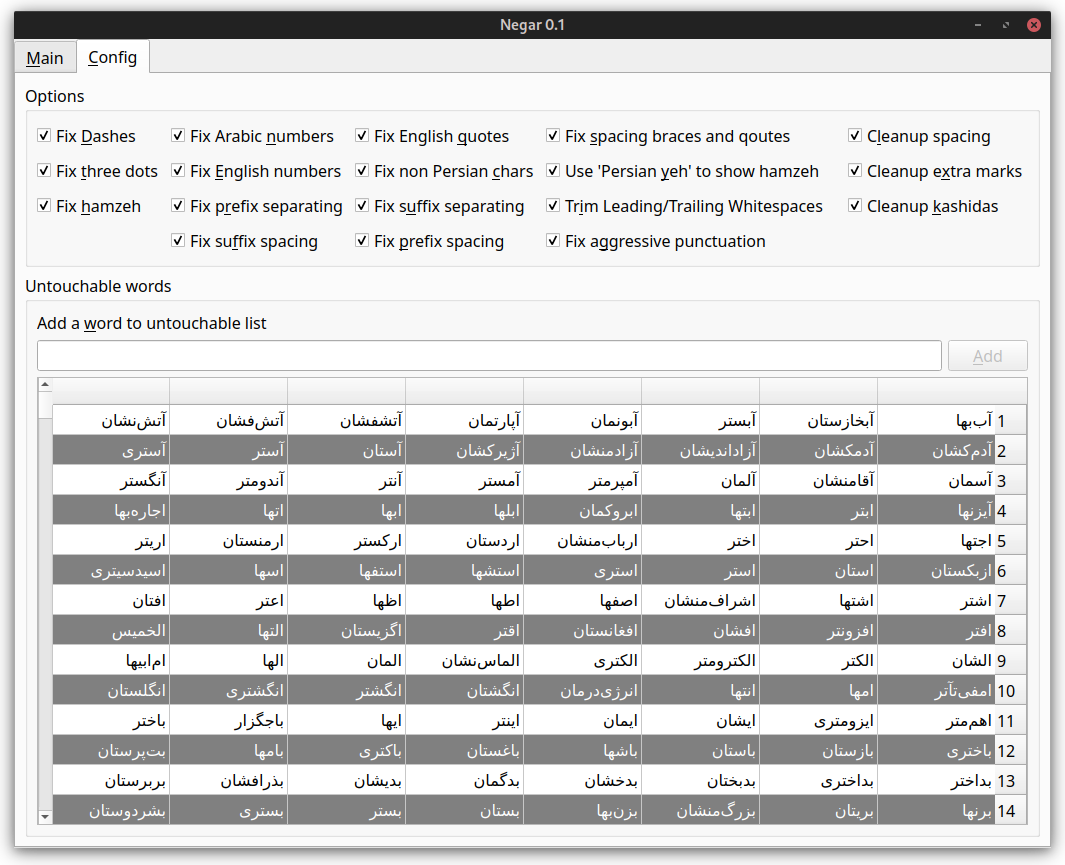 Negar 0.1
Main Config
Options
Fix Dashes Fix Arabic numbers Fix English quotes Fix spacing braces and qoutes Cleanup spacing
Fix three dots Fix English numbers Fix non Persian chars Use 'Persian yeh' to show hamzeh Cleanup extra marks
Fix hamzeh Fix prefix separating Fix suffix separating Trim Leading/Trailing Whitespaces Cleanup kashidas
Fix suffix spacing Fix prefix spacing Fix aggressive punctuation
Untouchable words
Add a word to untouchable list
Add
1 آب‌بها آبخازستان آبستر آبونمان آپارتمان آتشفشان آتش‌فشان آتش‌نشان
2 آدم‌کشان آدمکشان آزاداندیشان آزادمنشان آژیرکشان آستان آستر آستری
3 آسمان آقامنشان آلمان آمپرمتر آمستر آنتر آندومتر آنگستر
4 آیزنها ابتر ابتها ابروکمان ابلها ابها اتها اجاره‌بها
5 اجتها احتر اختر ارباب‌منشان اردستان ارکستر ارمنستان اریتر
6 ازبکستان استان استر استری استشها استفها اسها اسیدسیتری
7 اشتر اشتها اشراف‌منشان اصفها اطها اظها اعتر افتان
8 افتر افزونتر افشان افغانستان اقتر اگزیستان التها الخمیس
9 الشان الکتر الکترومتر الکتری الماس‌نشان المان الها ام‌ابیها
10 امفی‌تآتر امها انتها انرژی‌درمان انگشتان انگشتر انگشتری انگلستان
11 اهم‌متر ایزومتری ایشان ایمان اینتر ایها باجگزار باختر
12 باختری بازستان باستان باشها باغستان باکتری بامها بت‌پرستان
13 بداختر بداختری بدبختان بدخشان بدگمان بدیشان بذرافشان بربرستان
14 برنها بریتان بزرگ‌منشان بزن‌بها بستان بستر بستری بشردوستان